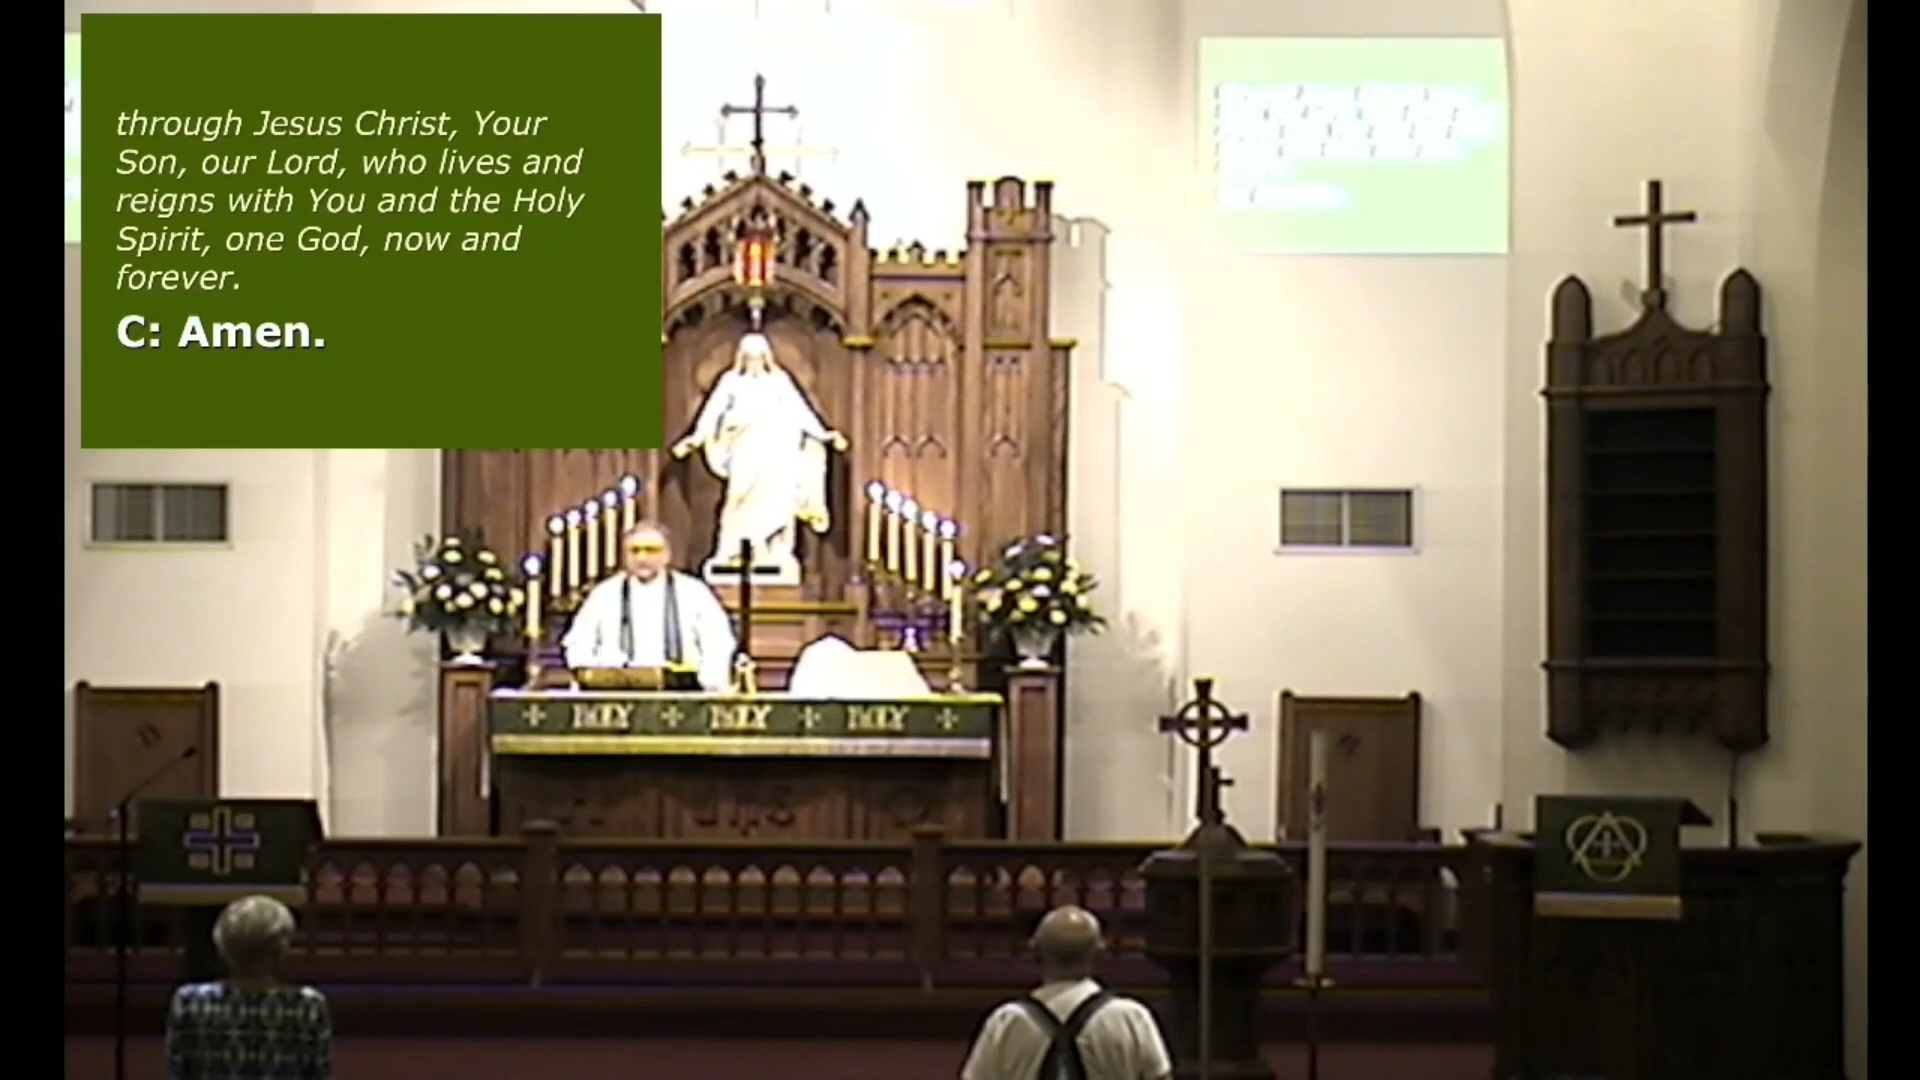 through Jesus Christ, Your
Son, our Lord, who lives and
reigns with You and the Holy
Spirit, one God, now and
forever.
C: Amen.
HOLY HOLY HOLY